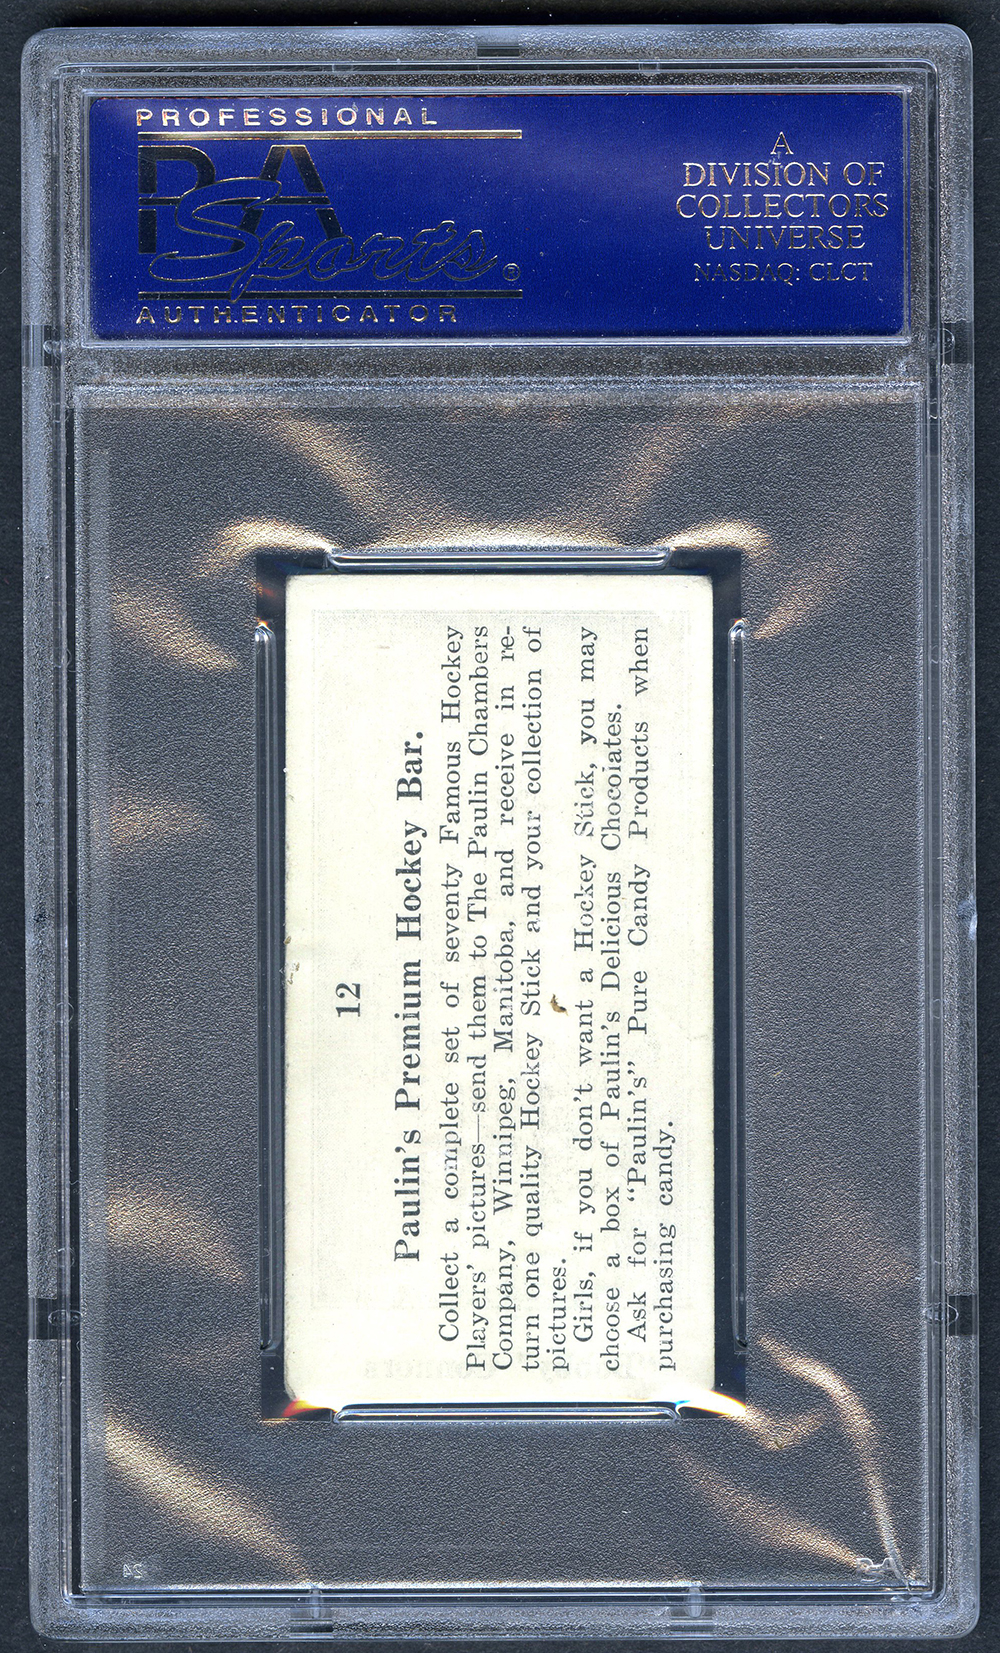 PROFESSIONAL
PSA
Sports®
AUTHENTICATOR
A
DIVISION OF
COLLECTORS
UNIVERSE
NASDAQ: CLCT
12
Paulin's Premium Hockey Bar.
Collect a complete set of seventy Famous Hockey
Players' pictures—send them to The Paulin Chambers
Company, Winnipeg, Manitoba, and receive in re-
turn one quality Hockey Stick and your collection of
pictures.
Girls, if you don't want a Hockey Stick, you may
choose a box of Paulin's Delicious Chocolates.
Ask for "Paulin's" Pure Candy Products when
purchasing candy.
24